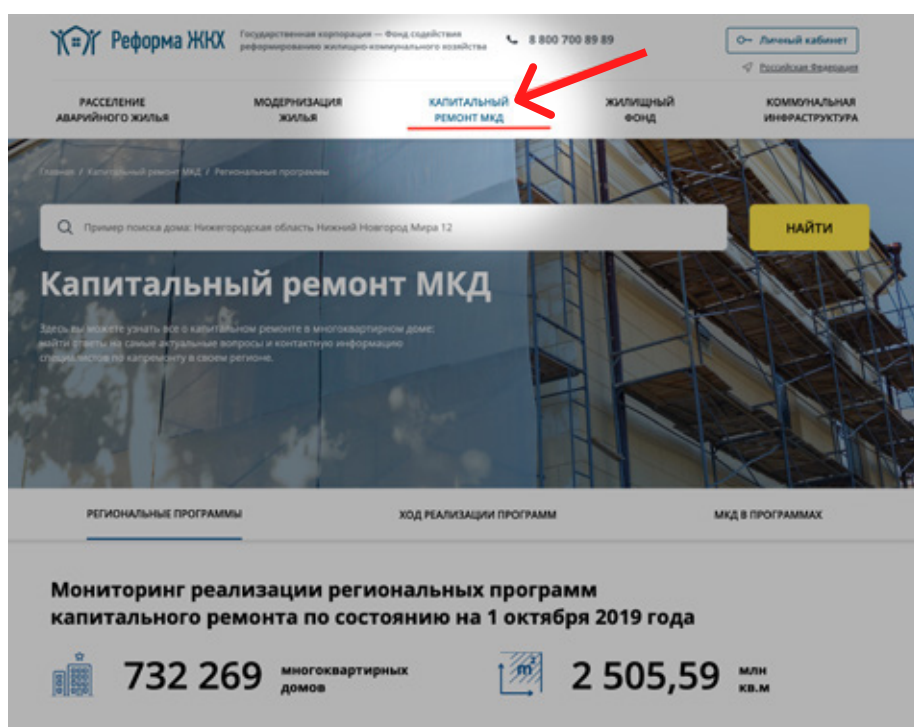 Реформа ЖКХ
Государственная корпорация — Фонд содействия
реформированию жилищно-коммунального хозяйства
8 800 700 89 89
Личный кабинет
Российская Федерация
РАССЕЛЕНИЕ
АВАРИЙНОГО ЖИЛЬЯ
МОДЕРНИЗАЦИЯ
ЖИЛЬЯ
КАПИТАЛЬНЫЙ
РЕМОНТ МКД
ЖИЛИЩНЫЙ
ФОНД
КОММУНАЛЬНАЯ
ИНФРАСТРУКТУРА
Главная / Капитальный ремонт МКД / Региональные программы
Пример поиска дома: Нижегородская область Нижний Новгород Мира 12
НАЙТИ
Капитальный ремонт МКД
Здесь вы можете узнать все о капитальном ремонте в многоквартирном доме:
найти ответы на самые актуальные вопросы и контактную информацию
специалистов по капремонту в своем регионе.
РЕГИОНАЛЬНЫЕ ПРОГРАММЫ
ХОД РЕАЛИЗАЦИИ ПРОГРАММ
МКД В ПРОГРАММАХ
Мониторинг реализации региональных программ
капитального ремонта по состоянию на 1 октября 2019 года
732 269
многоквартирных
домов
m²
2 505,59
млн
кв.м